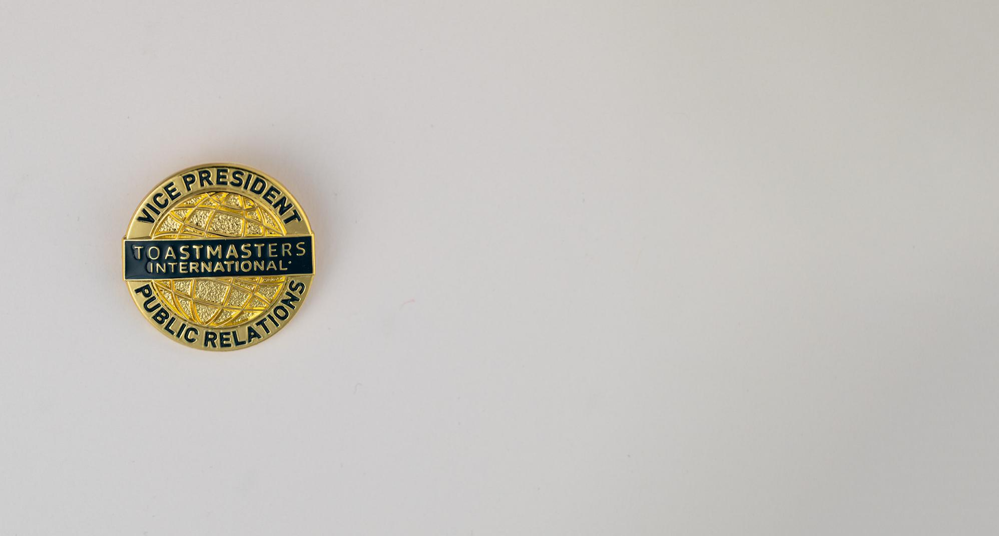 VICE PRESIDENT
TOASTMASTERS
INTERNATIONAL
PUBLIC RELATIONS